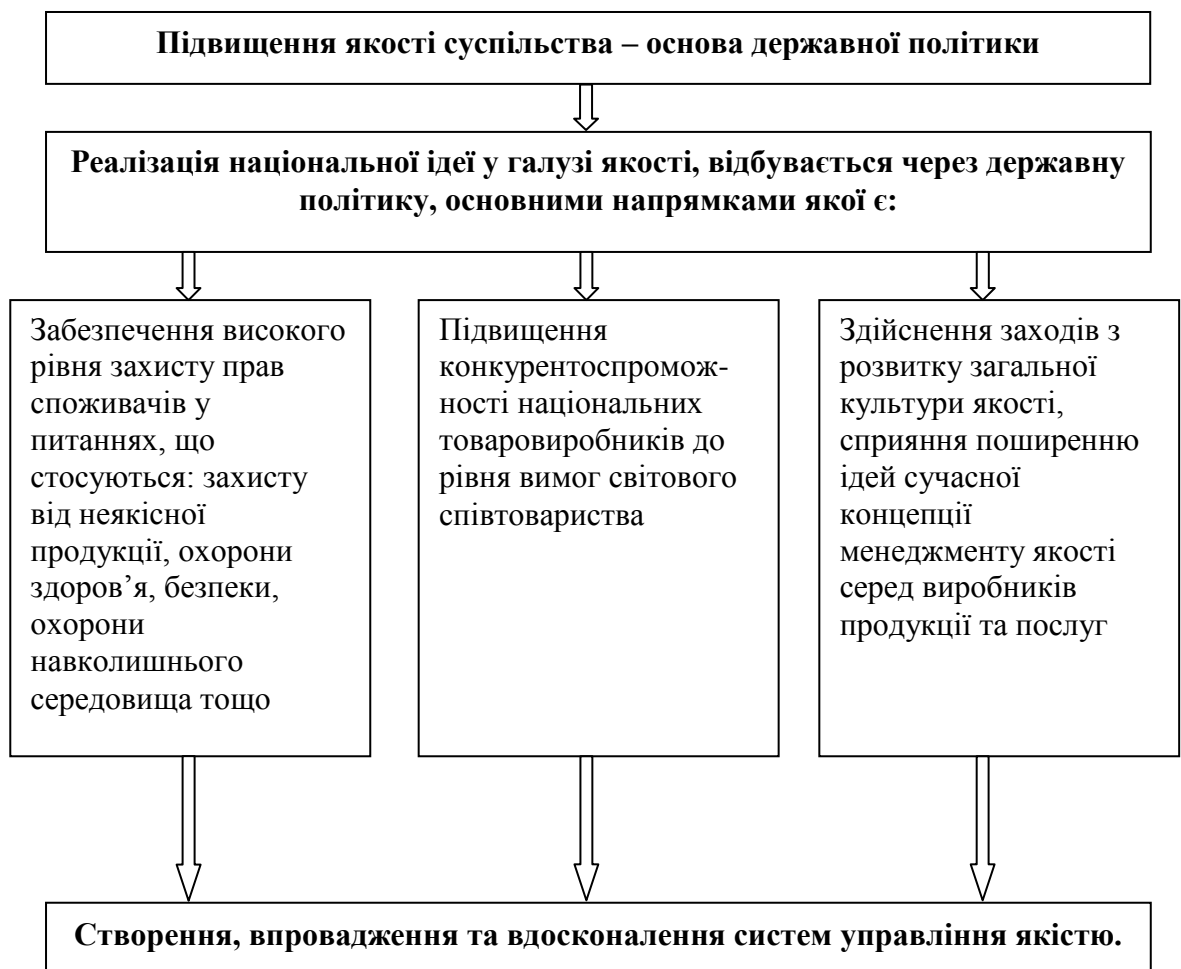 Підвищення якості суспільства – основа державної політики
Реалізація національної ідеї у галузі якості, відбувається через державну
політику, основними напрямками якої є:
Забезпечення високого
рівня захисту прав
споживачів у
питаннях, що
стосуються: захисту
від неякісної
продукції, охорони
здоров’я, безпеки,
охорони
навколишнього
середовища тощо
Підвищення
конкурентоспромож-
ності національних
товаровиробників до
рівня вимог світового
співтовариства
Здійснення заходів з
розвитку загальної
культури якості,
сприяння поширенню
ідей сучасної
концепції
менеджменту якості
серед виробників
продукції та послуг
Створення, впровадження та вдосконалення систем управління якістю.